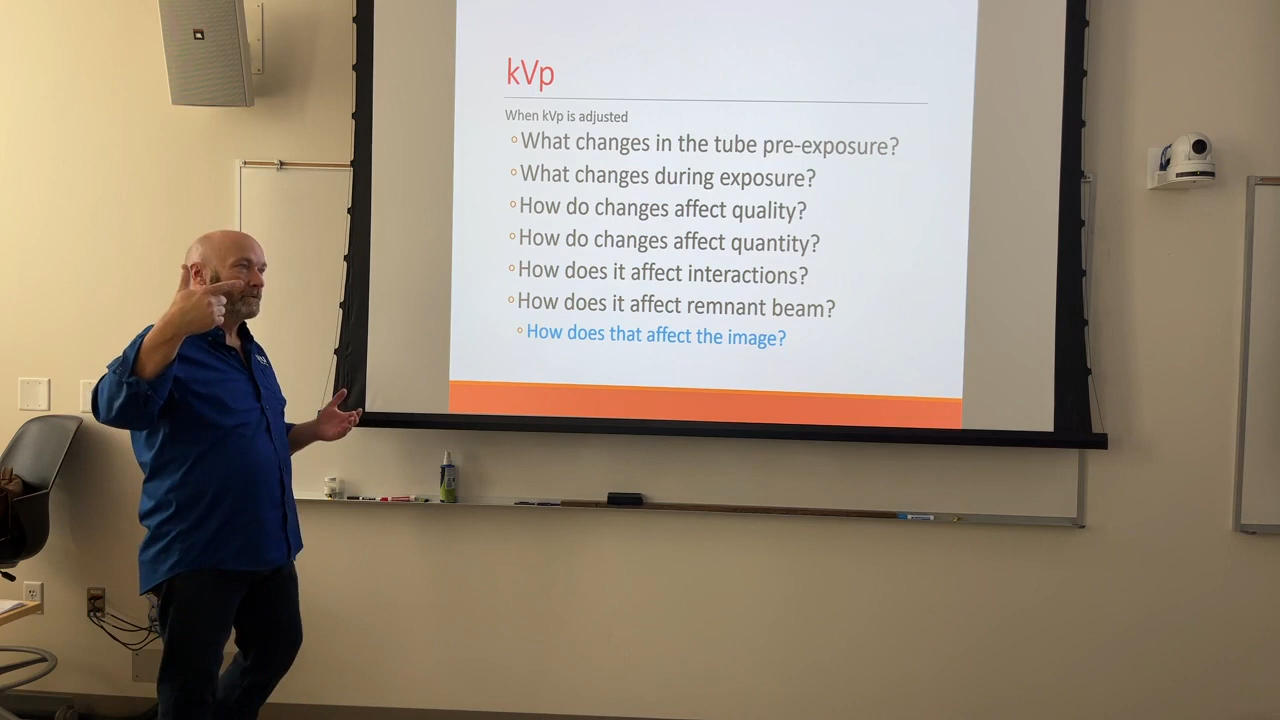 kVp
When kVp is adjusted
What changes in the tube pre-exposure?
What changes during exposure?
How do changes affect quality?
How do changes affect quantity?
How does it affect interactions?
How does it affect remnant beam?
How does that affect the image?